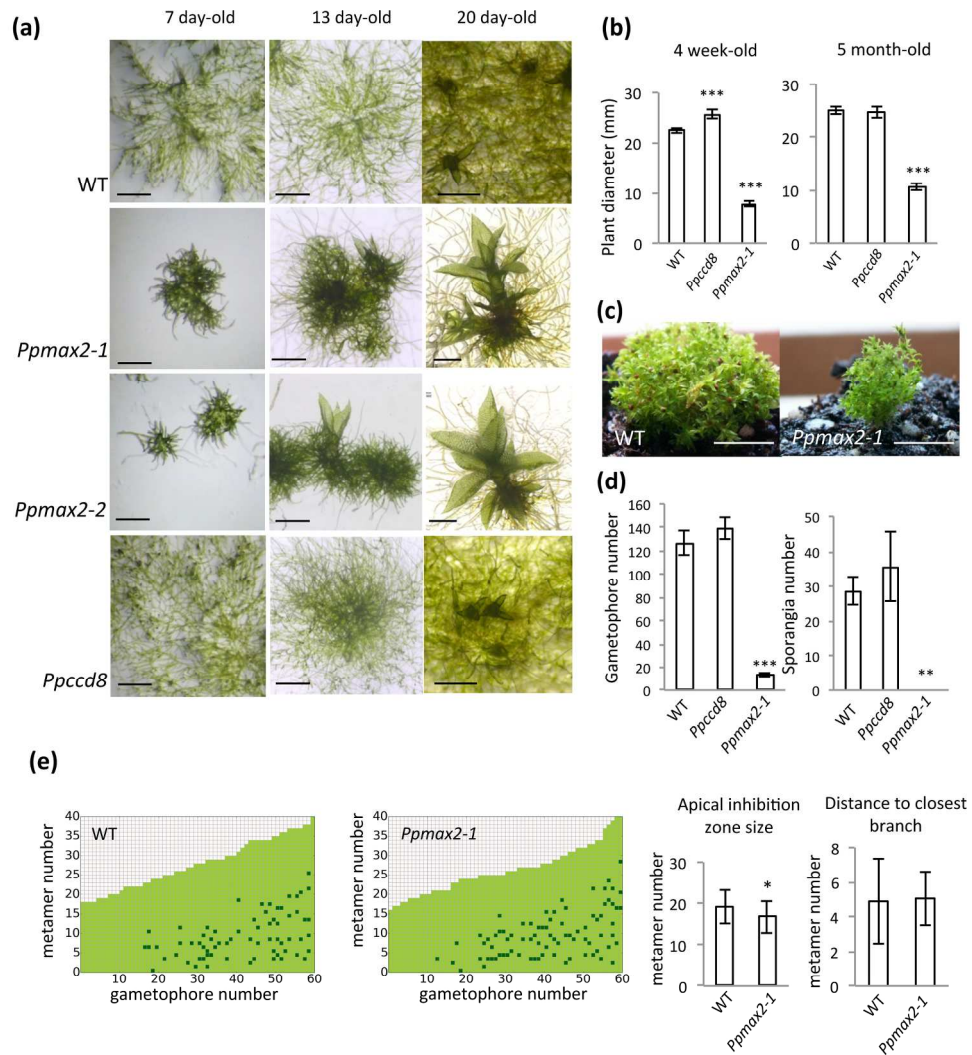 7 day-old 13 day-old 20 day-old
(a)
WT
Ppmax2-1
Ppmax2-2
Ppccd8
(b)
4 week-old 5 month-old
Plant diameter (mm)
30
20
10
0
***
***
WT Ppccd8 Ppmax2-1
30
20
10
0
***
WT Ppccd8 Ppmax2-1
(c)
WT Ppmax2-1
(d)
Gametophore number
160
140
120
100
80
60
40
20
0
***
WT Ppccd8 Ppmax2-1
Sporangia number
50
40
30
20
10
0
**
WT Ppccd8 Ppmax2-1
(e)
metamer number
40
35
30
25
20
15
10
5
0
WT
10 20 30 40 50 60
gametophore number
metamer number
40
35
30
25
20
15
10
5
0
Ppmax2-1
10 20 30 40 50 60
gametophore number
Apical inhibition
zone size
metamer number
30
20
10
0
*
WT Ppmax2-1
Distance to closest
branch
metamer number
8
6
4
2
0
WT Ppmax2-1